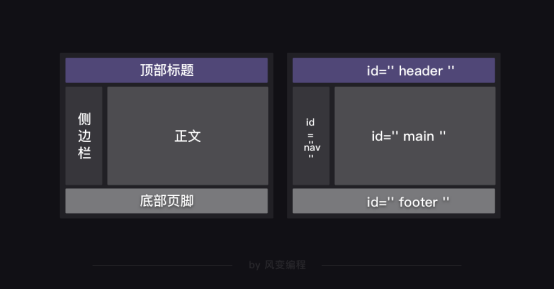 顶部标题
侧边栏
正文
底部页脚
id=" header "
id=" nav "
id=" main "
id=" footer "
by 风变编程